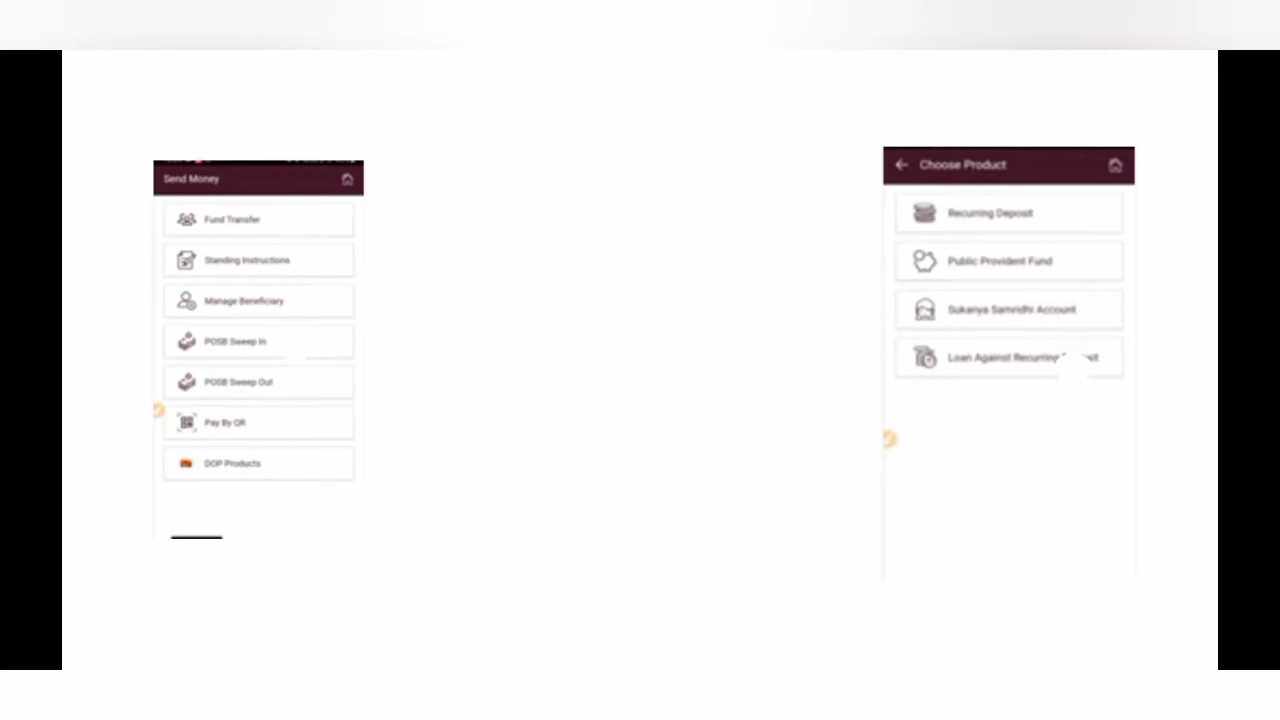 Send Money
Fund Transfer
Standing Instructions
Manage Beneficiary
POSB Sweep In
POSB Sweep Out
Pay By QR
DOP Products
Choose Product
Recurring Deposit
Public Provident Fund
Sukanya Samridhi Account
Loan Against Recurring